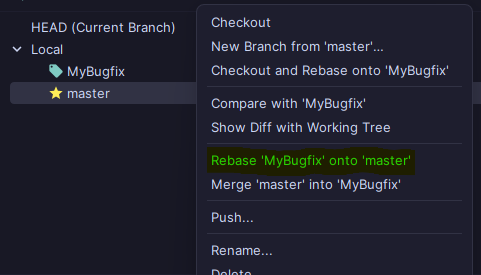 HEAD (Current Branch)
Local
MyBugfix
master
Checkout
New Branch from 'master'...
Checkout and Rebase onto 'MyBugfix'
Compare with 'MyBugfix'
Show Diff with Working Tree
Rebase 'MyBugfix' onto 'master'
Merge 'master' into 'MyBugfix'
Push...
Rename...
Delete